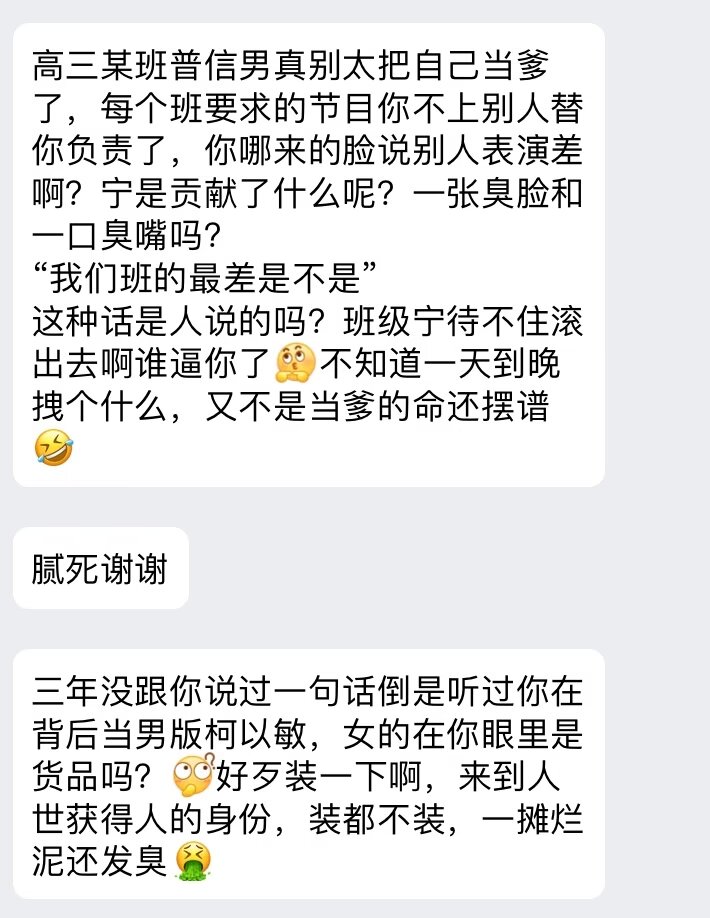 高三某班普信男真别太把自己当爹
了，每个班要求的节目你不上别人替
你负责了，你哪来的脸说别人表演差
啊？宁是贡献了什么呢？一张臭脸和
一口臭嘴吗？
“我们班的最差是不是”
这种话是人说的吗？班级宁待不住滚
出去啊谁逼你了🙄不知道一天到晚
拽个什么，又不是当爹的命还摆谱
🤣
腻死谢谢
三年没跟你说过一句话倒是听过你在
背后当男版柯以敏，女的在你眼里是
货品吗？🤔好歹装一下啊，来到人
世获得人的身份，装都不装，一摊烂
泥还发臭🤮